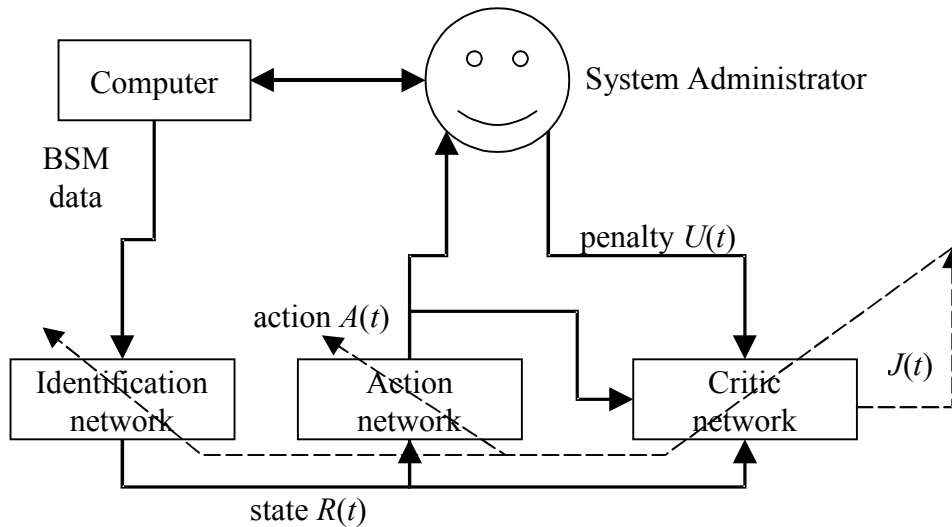 Computer
System Administrator
BSM
data
penalty U(t)
action A(t)
Identification
network
Action
network
Critic
network
J(t)
state R(t)